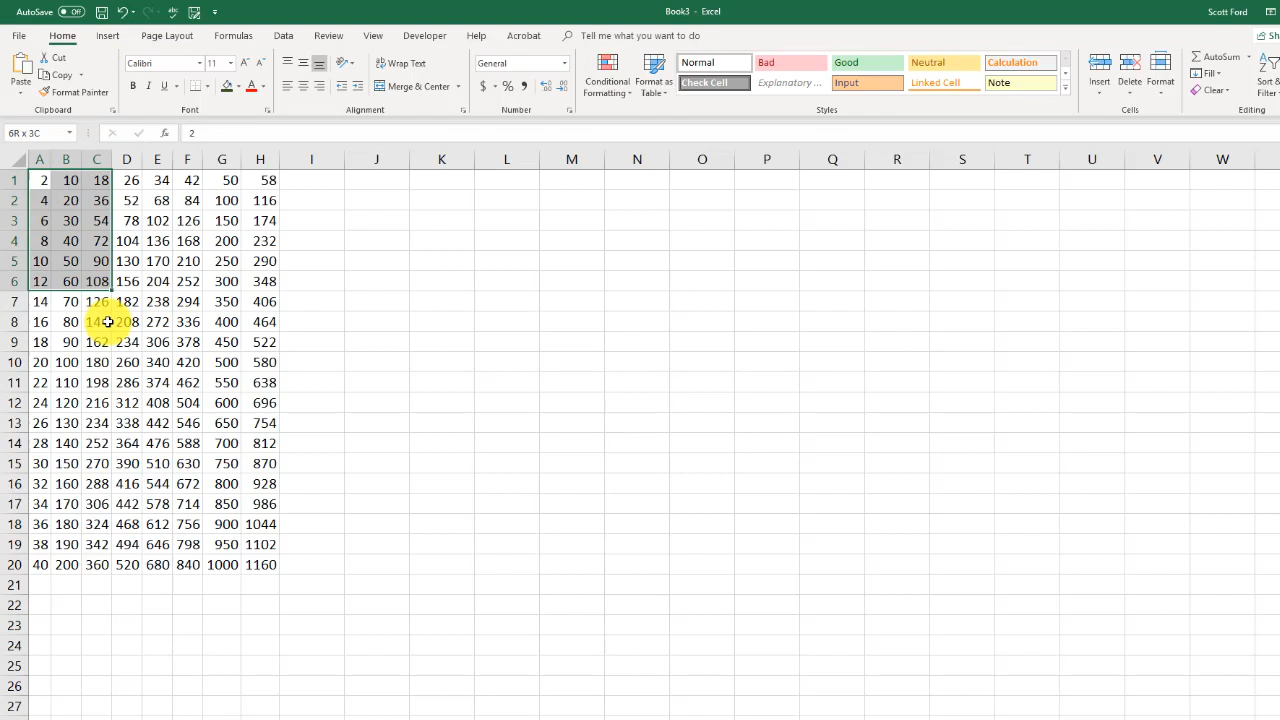 AutoSave Off Book3 - Excel Scott Ford
File Home Insert Page Layout Formulas Data Review View Developer Help Acrobat Tell me what you want to do Sh
Paste Cut Copy Format Painter Clipboard
Calibri 11 B I U Font
Wrap Text Merge & Center Alignment
General $ % , Number
Conditional Formatting Format as Table Normal Bad Good Neutral Calculation
Check Cell Explanatory ... Input Linked Cell Note Styles
Insert Delete Format Cells
AutoSum Fill Clear Sort Filter Editing
6R x 3C fx 2
A B C D E F G H I J K L M N O P Q R S T U V W
1 2 10 18 26 34 42 50 58
2 4 20 36 52 68 84 100 116
3 6 30 54 78 102 126 150 174
4 8 40 72 104 136 168 200 232
5 10 50 90 130 170 210 250 290
6 12 60 108 156 204 252 300 348
7 14 70 126 182 238 294 350 406
8 16 80 208 272 336 400 464
9 18 90 162 234 306 378 450 522
10 20 100 180 260 340 420 500 580
11 22 110 198 286 374 462 550 638
12 24 120 216 312 408 504 600 696
13 26 130 234 338 442 546 650 754
14 28 140 252 364 476 588 700 812
15 30 150 270 390 510 630 750 870
16 32 160 288 416 544 672 800 928
17 34 170 306 442 578 714 850 986
18 36 180 324 468 612 756 900 1044
19 38 190 342 494 646 798 950 1102
20 40 200 360 520 680 840 1000 1160
21
22
23
24
25
26
27